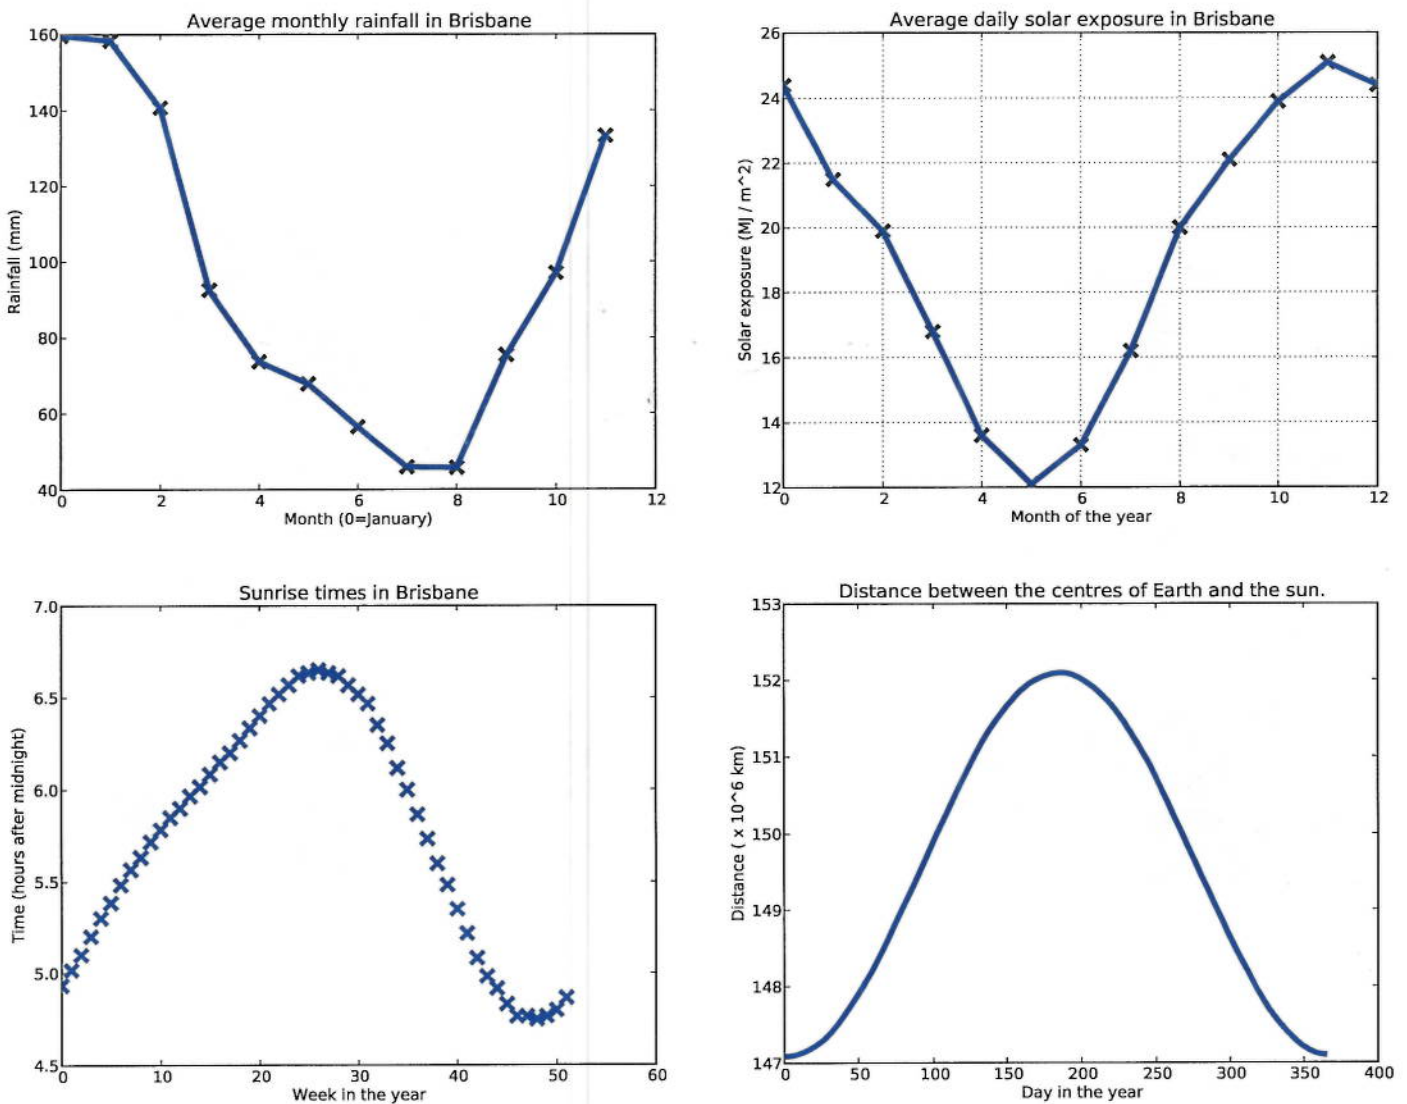 Average monthly rainfall in Brisbane
160
140
120
100
80
60
40
Rainfall (mm)
0 2 4 6 8 10 12
Month (0=January)
Average daily solar exposure in Brisbane
26
24
22
20
18
16
14
12
Solar exposure (MJ / m^2)
0 2 4 6 8 10 12
Month of the year
Sunrise times in Brisbane
7.0
6.5
6.0
5.5
5.0
4.5
Time (hours after midnight)
0 10 20 30 40 50 60
Week in the year
Distance between the centres of Earth and the sun.
153
152
151
150
149
148
147
Distance ( x 10^6 km)
0 50 100 150 200 250 300 350 400
Day in the year